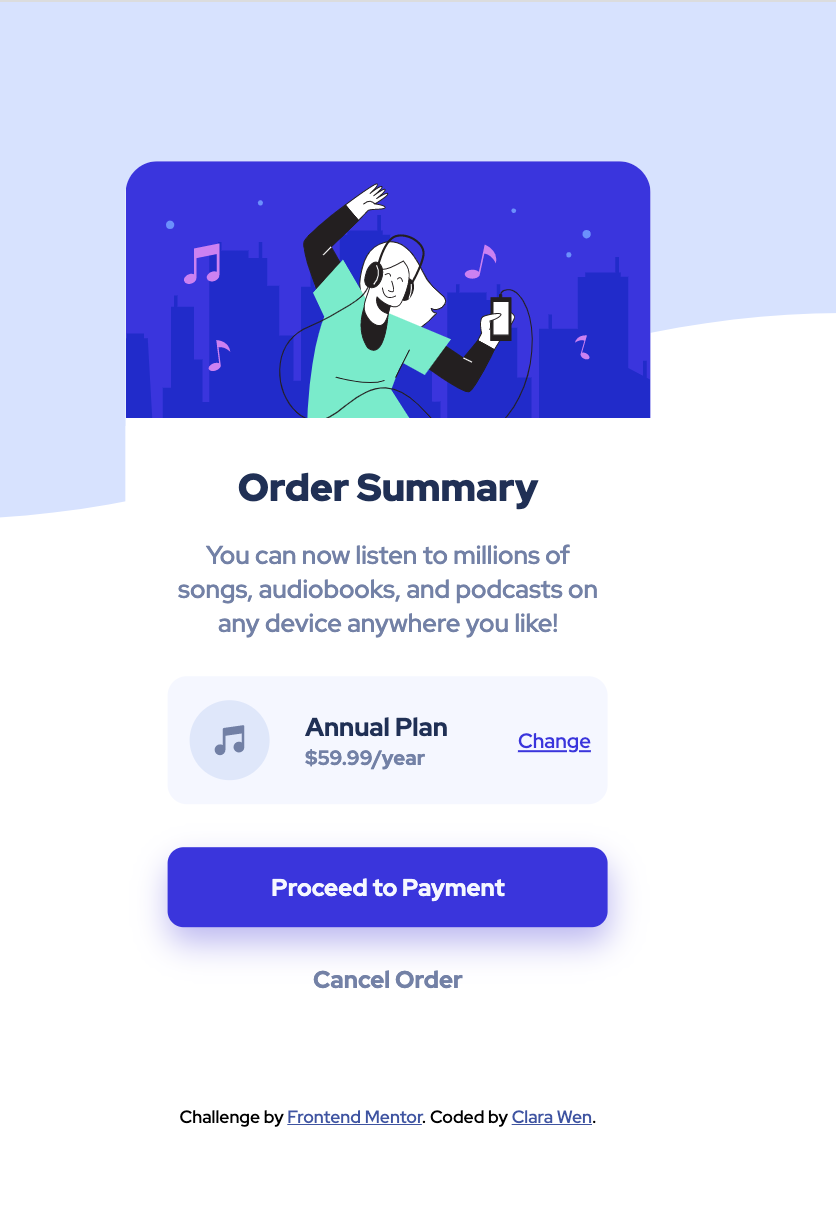 Order Summary
You can now listen to millions of
songs, audiobooks, and podcasts on
any device anywhere you like!
Annual Plan
$59.99/year
Change
Proceed to Payment
Cancel Order
Challenge by Frontend Mentor. Coded by Clara Wen.